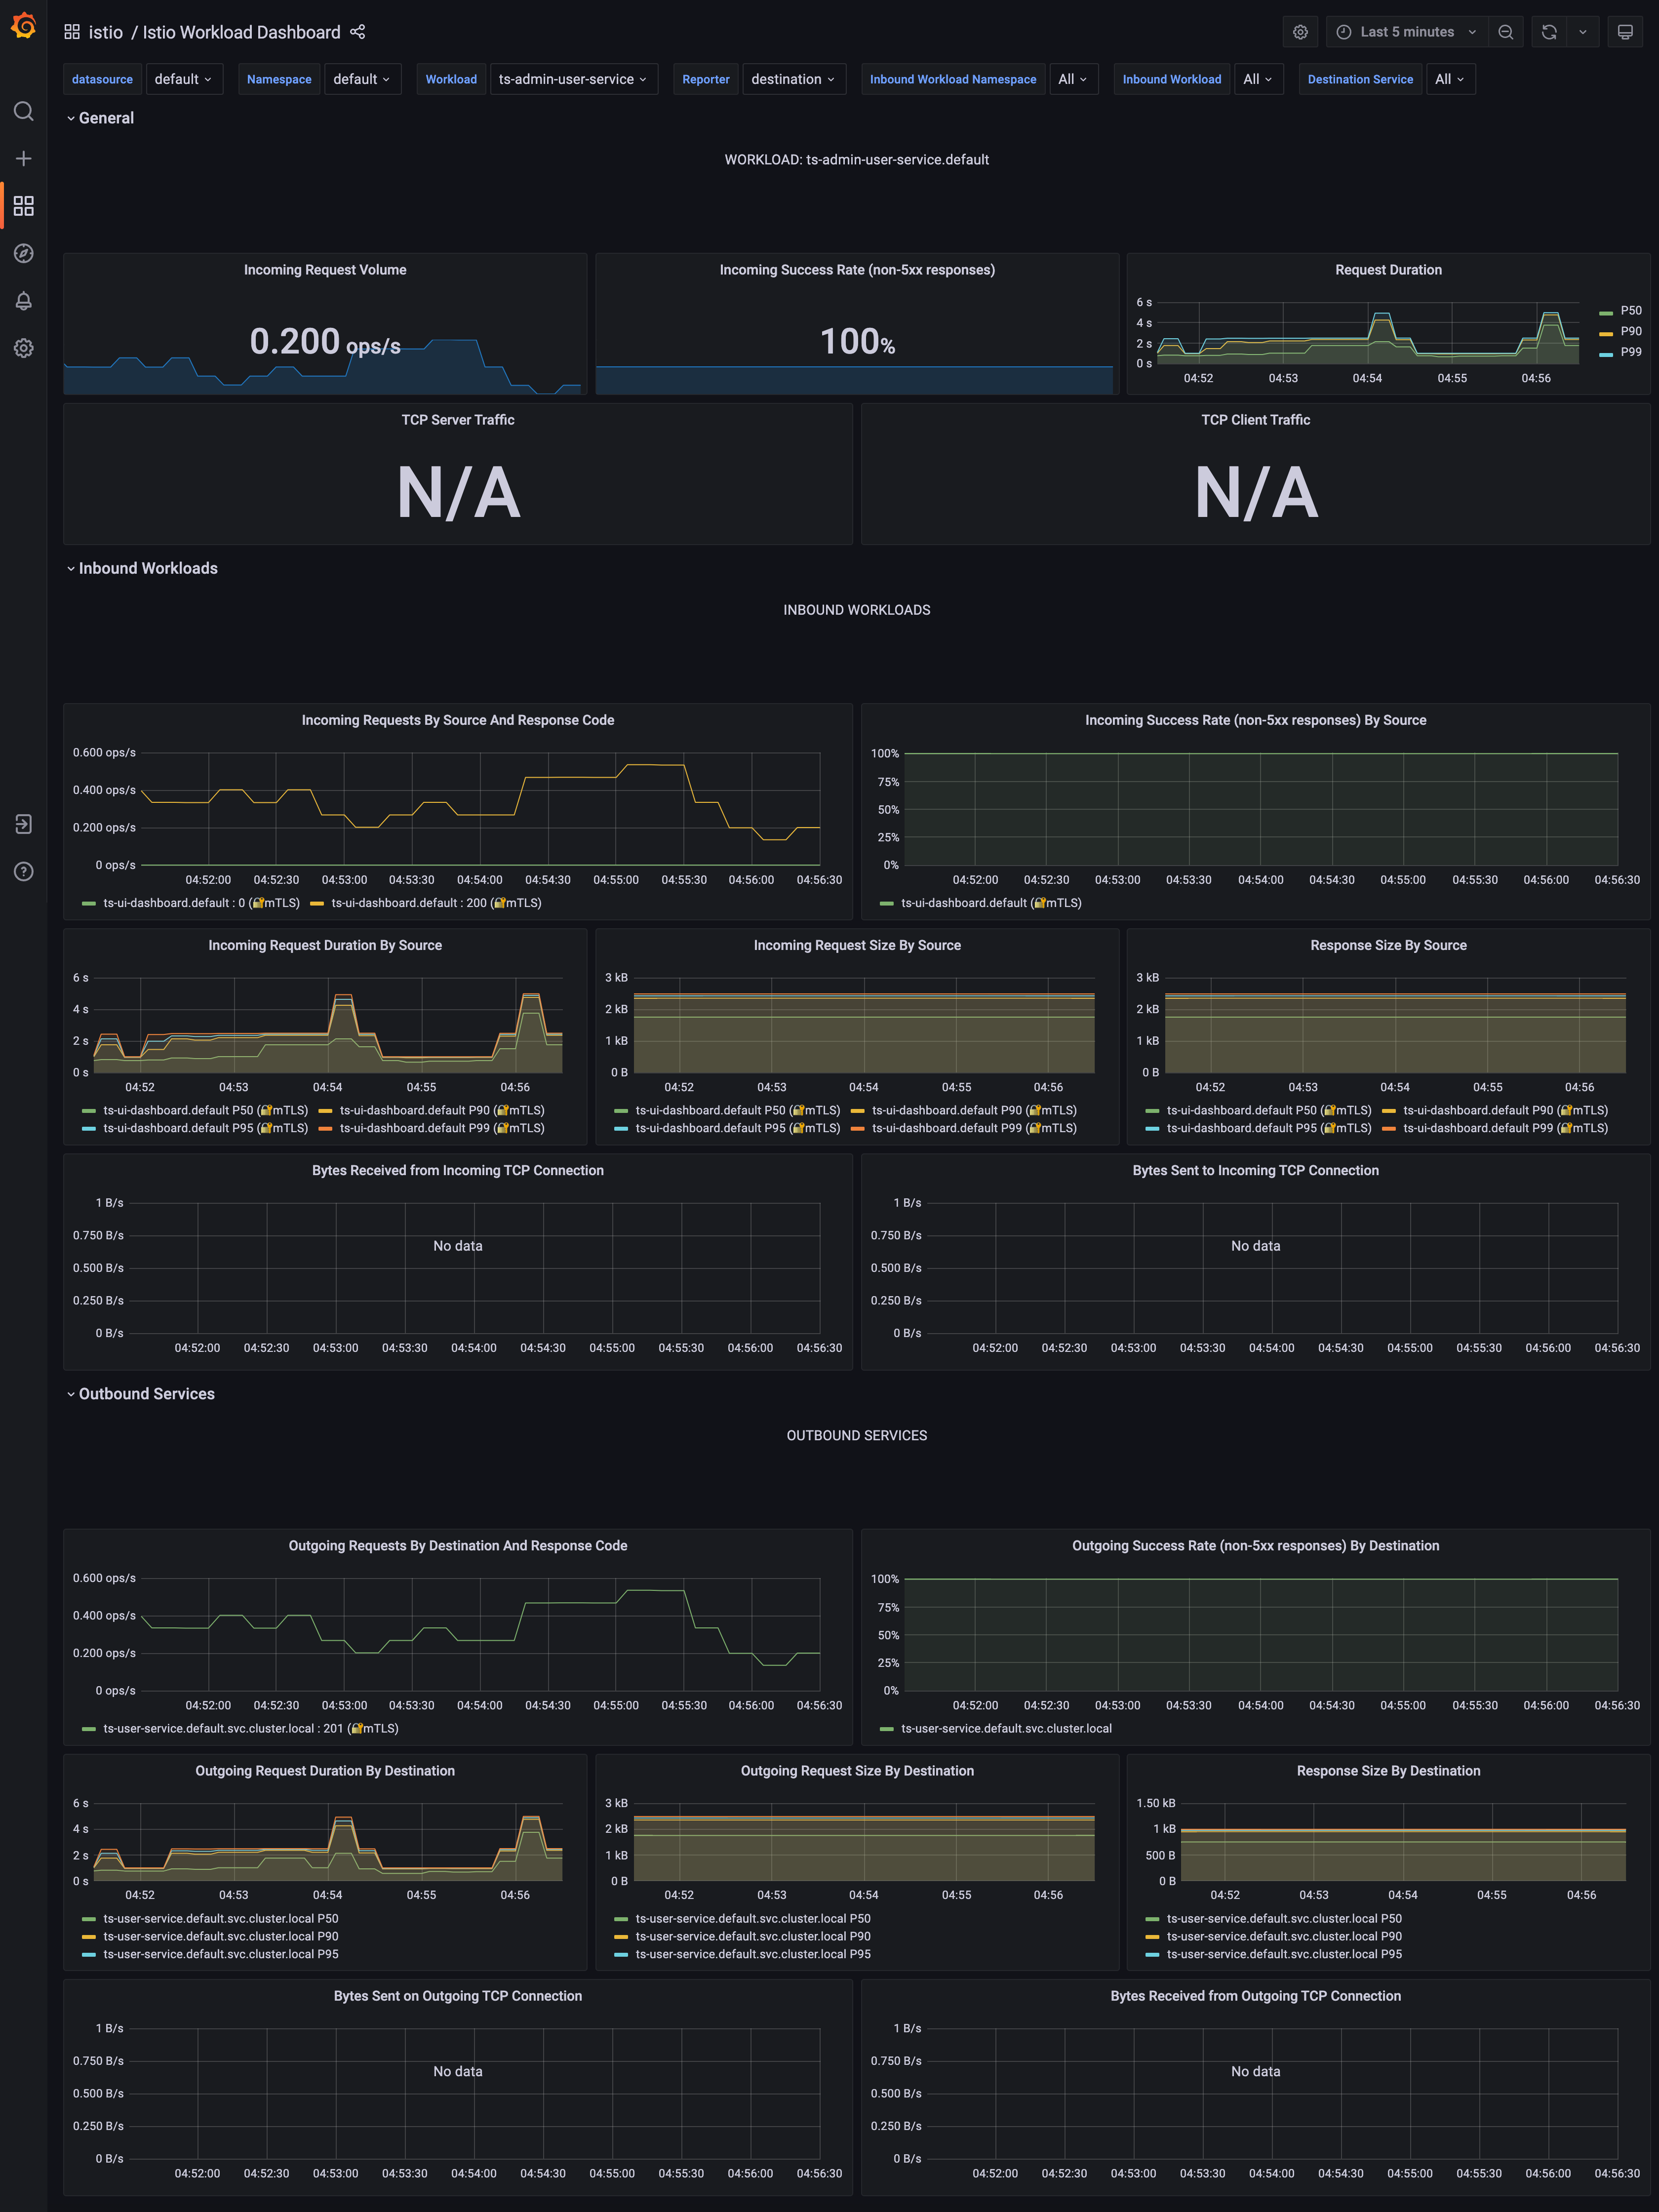 istio / Istio Workload Dashboard
Last 5 minutes
datasource default Namespace default Workload ts-admin-user-service Reporter destination Inbound Workload Namespace All Inbound Workload All Destination Service All
General
WORKLOAD: ts-admin-user-service.default
Incoming Request Volume
0.200 ops/s
Incoming Success Rate (non-5xx responses)
100%
Request Duration
6 s
4 s
2 s
0 s
04:52 04:53 04:54 04:55 04:56
P50
P90
P99
TCP Server Traffic
N/A
TCP Client Traffic
N/A
Inbound Workloads
INBOUND WORKLOADS
Incoming Requests By Source And Response Code
0.600 ops/s
0.400 ops/s
0.200 ops/s
0 ops/s
04:52:00 04:52:30 04:53:00 04:53:30 04:54:00 04:54:30 04:55:00 04:55:30 04:56:00 04:56:30
ts-ui-dashboard.default : 0 (🔐mTLS) ts-ui-dashboard.default : 200 (🔐mTLS)
Incoming Success Rate (non-5xx responses) By Source
100%
75%
50%
25%
0%
04:52:00 04:52:30 04:53:00 04:53:30 04:54:00 04:54:30 04:55:00 04:55:30 04:56:00 04:56:30
ts-ui-dashboard.default (🔐mTLS)
Incoming Request Duration By Source
6 s
4 s
2 s
0 s
04:52 04:53 04:54 04:55 04:56
ts-ui-dashboard.default P50 (🔐mTLS) ts-ui-dashboard.default P90 (🔐mTLS)
ts-ui-dashboard.default P95 (🔐mTLS) ts-ui-dashboard.default P99 (🔐mTLS)
Incoming Request Size By Source
3 kB
2 kB
1 kB
0 B
04:52 04:53 04:54 04:55 04:56
ts-ui-dashboard.default P50 (🔐mTLS) ts-ui-dashboard.default P90 (🔐mTLS)
ts-ui-dashboard.default P95 (🔐mTLS) ts-ui-dashboard.default P99 (🔐mTLS)
Response Size By Source
3 kB
2 kB
1 kB
0 B
04:52 04:53 04:54 04:55 04:56
ts-ui-dashboard.default P50 (🔐mTLS) ts-ui-dashboard.default P90 (🔐mTLS)
ts-ui-dashboard.default P95 (🔐mTLS) ts-ui-dashboard.default P99 (🔐mTLS)
Bytes Received from Incoming TCP Connection
1 B/s
0.750 B/s
No data
0.500 B/s
0.250 B/s
0 B/s
04:52:00 04:52:30 04:53:00 04:53:30 04:54:00 04:54:30 04:55:00 04:55:30 04:56:00 04:56:30
Bytes Sent to Incoming TCP Connection
1 B/s
0.750 B/s
No data
0.500 B/s
0.250 B/s
0 B/s
04:52:00 04:52:30 04:53:00 04:53:30 04:54:00 04:54:30 04:55:00 04:55:30 04:56:00 04:56:30
Outbound Services
OUTBOUND SERVICES
Outgoing Requests By Destination And Response Code
0.600 ops/s
0.400 ops/s
0.200 ops/s
0 ops/s
04:52:00 04:52:30 04:53:00 04:53:30 04:54:00 04:54:30 04:55:00 04:55:30 04:56:00 04:56:30
ts-user-service.default.svc.cluster.local : 201 (🔐mTLS)
Outgoing Success Rate (non-5xx responses) By Destination
100%
75%
50%
25%
0%
04:52:00 04:52:30 04:53:00 04:53:30 04:54:00 04:54:30 04:55:00 04:55:30 04:56:00 04:56:30
ts-user-service.default.svc.cluster.local
Outgoing Request Duration By Destination
6 s
4 s
2 s
0 s
04:52 04:53 04:54 04:55 04:56
ts-user-service.default.svc.cluster.local P50
ts-user-service.default.svc.cluster.local P90
ts-user-service.default.svc.cluster.local P95
Outgoing Request Size By Destination
3 kB
2 kB
1 kB
0 B
04:52 04:53 04:54 04:55 04:56
ts-user-service.default.svc.cluster.local P50
ts-user-service.default.svc.cluster.local P90
ts-user-service.default.svc.cluster.local P95
Response Size By Destination
1.50 kB
1 kB
500 B
0 B
04:52 04:53 04:54 04:55 04:56
ts-user-service.default.svc.cluster.local P50
ts-user-service.default.svc.cluster.local P90
ts-user-service.default.svc.cluster.local P95
Bytes Sent on Outgoing TCP Connection
1 B/s
0.750 B/s
No data
0.500 B/s
0.250 B/s
0 B/s
04:52:00 04:52:30 04:53:00 04:53:30 04:54:00 04:54:30 04:55:00 04:55:30 04:56:00 04:56:30
Bytes Received from Outgoing TCP Connection
1 B/s
0.750 B/s
No data
0.500 B/s
0.250 B/s
0 B/s
04:52:00 04:52:30 04:53:00 04:53:30 04:54:00 04:54:30 04:55:00 04:55:30 04:56:00 04:56:30